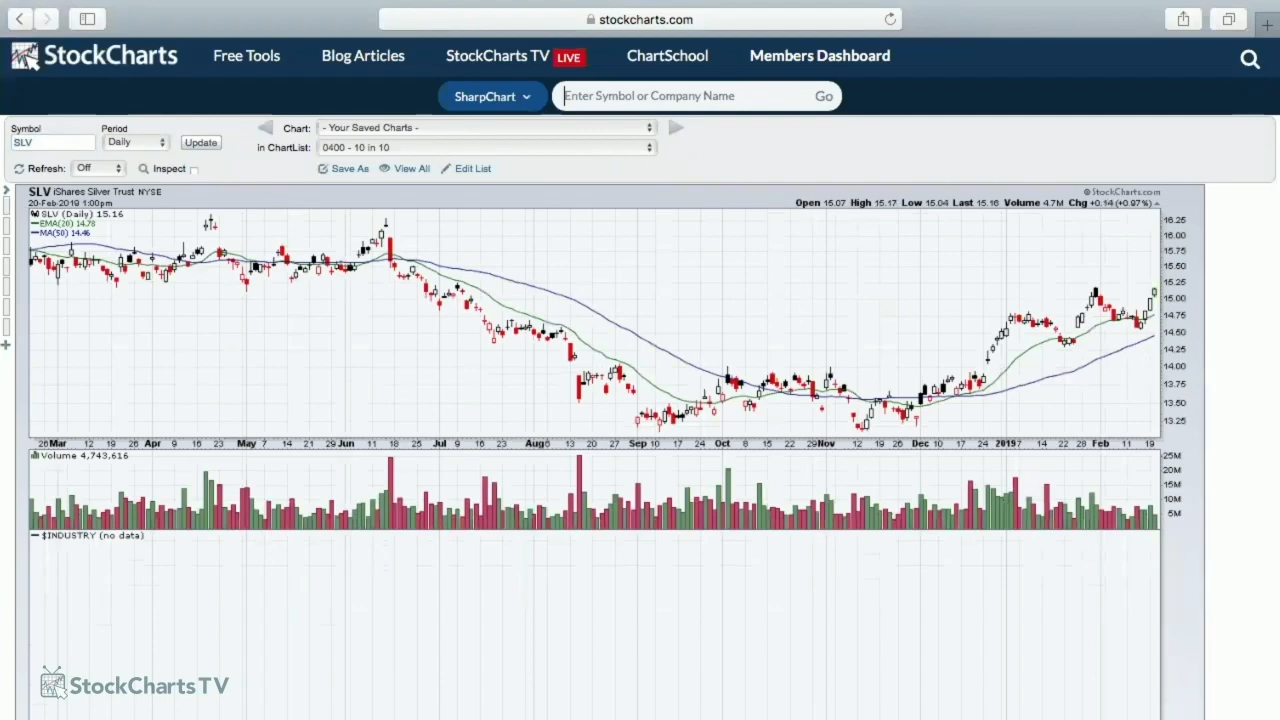 stockcharts.com
StockCharts Free Tools Blog Articles StockCharts TV LIVE ChartSchool Members Dashboard
SharpChart Enter Symbol or Company Name Go
Symbol Period Chart: - Your Saved Charts -
SLV Daily Update in ChartList: 0400 - 10 in 10
Refresh: Off Inspect Save As View All Edit List
SLV iShares Silver Trust NYSE © StockCharts.com
20-Feb-2019 1:00pm Open 15.07 High 15.17 Low 15.04 Last 15.16 Volume 4.7M Chg +0.14 (+0.97%)
SLV (Daily) 15.16
EMA(20) 14.78
MA(50) 14.46
16.25
16.00
15.75
15.50
15.25
15.00
14.75
14.50
14.25
14.00
13.75
13.50
13.25
26 Mar 12 19 26 Apr 9 16 23 May 7 14 21 29 Jun 11 18 25 Jul 9 16 23 Aug 6 13 20 27 Sep 10 17 24 Oct 8 15 22 29 Nov 12 19 26 Dec 10 17 24 2019 7 14 22 28 Feb 11 19
Volume 4,743,616
25M
20M
15M
10M
5M
$INDUSTRY (no data)
StockCharts TV